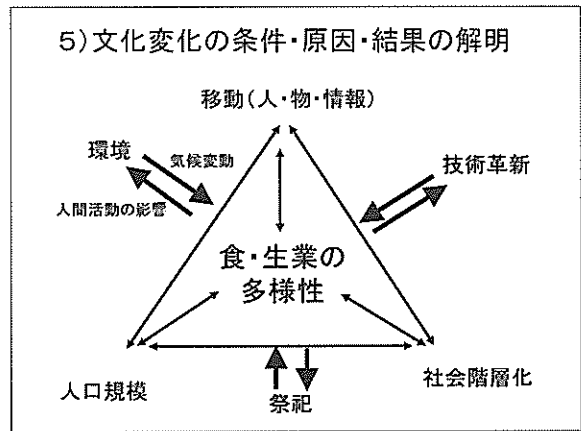 5)文化変化の条件・原因・結果の解明
移動(人・物・情報)
環境
気候変動
技術革新
人間活動の影響
食・生業の
多様性
人口規模
祭祀
社会階層化